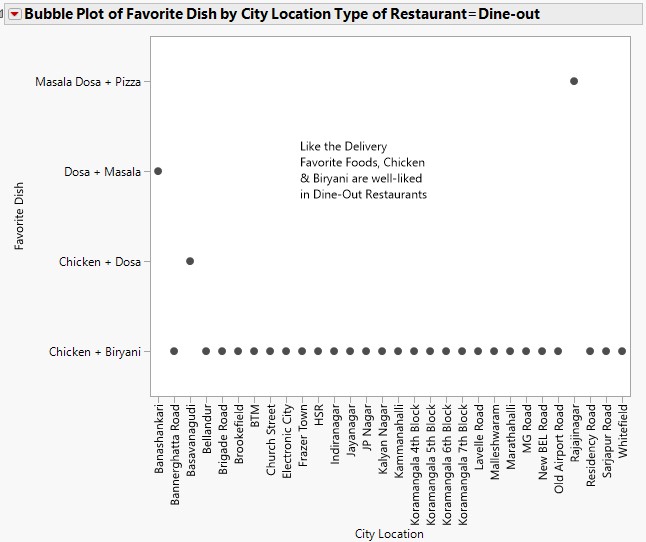 Bubble Plot of Favorite Dish by City Location Type of Restaurant=Dine-out
Masala Dosa + Pizza
Dosa + Masala
Chicken + Dosa
Chicken + Biryani
Favorite Dish
Like the Delivery
Favorite Foods, Chicken
& Biryani are well-liked
in Dine-Out Restaurants
Banashankari
Bannerghatta Road
Basavanagudi
Bellandur
Brigade Road
Brookefield
BTM
Church Street
Electronic City
Frazer Town
HSR
Indiranagar
Jayanagar
JP Nagar
Kalyan Nagar
Kammanahalli
Koramangala 4th Block
Koramangala 5th Block
Koramangala 6th Block
Koramangala 7th Block
Lavelle Road
Malleshwaram
Marathahalli
MG Road
New BEL Road
Old Airport Road
Rajajinagar
Residency Road
Sarjapur Road
Whitefield
City Location